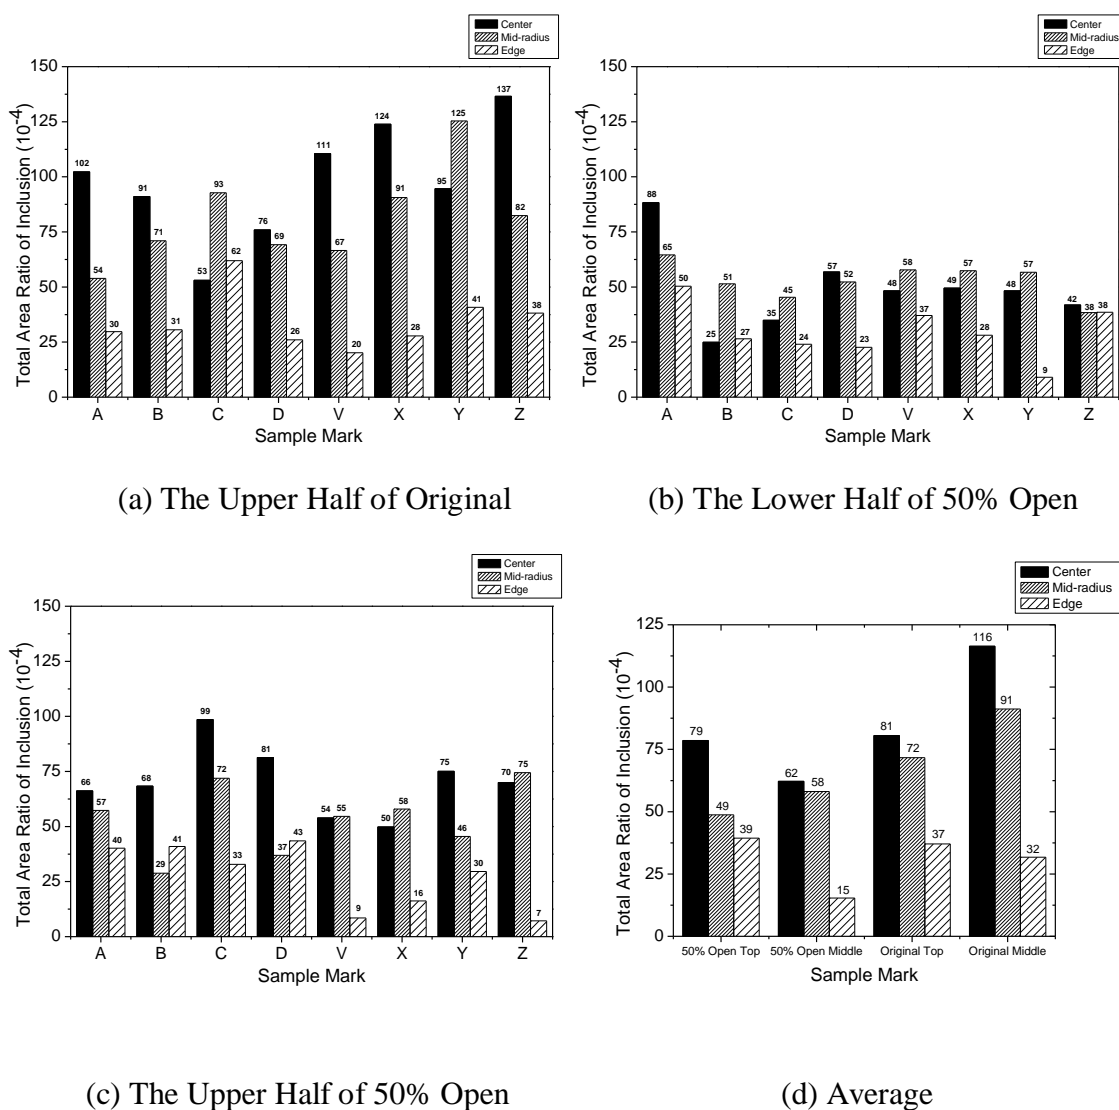 Center
Mid-radius
Edge
150
125
100
75
50
25
0
Total Area Ratio of Inclusion (10-4)
102 54 30 91 71 31 53 93 62 76 69 26 111 67 20 124 91 28 95 125 41 137 82 38
A B C D V X Y Z
Sample Mark
(a) The Upper Half of Original
Center
Mid-radius
Edge
150
125
100
75
50
25
0
Total Area Ratio of Inclusion (10-4)
88 65 50 25 51 27 35 45 24 57 52 23 48 58 37 49 57 28 48 57 9 42 38 38
A B C D V X Y Z
Sample Mark
(b) The Lower Half of 50% Open
Center
Mid-radius
Edge
150
125
100
75
50
25
0
Total Area Ratio of Inclusion (10-4)
66 57 40 68 29 41 99 72 33 81 37 43 54 55 9 50 58 16 75 46 30 70 75 7
A B C D V X Y Z
Sample Mark
(c) The Upper Half of 50% Open
Center
Mid-radius
Edge
125
100
75
50
25
0
Total Area Ratio of Inclusion (10-4)
79 49 39 62 58 15 81 72 37 116 91 32
50% Open Top 50% Open Middle Original Top Original Middle
Sample Mark
(d) Average